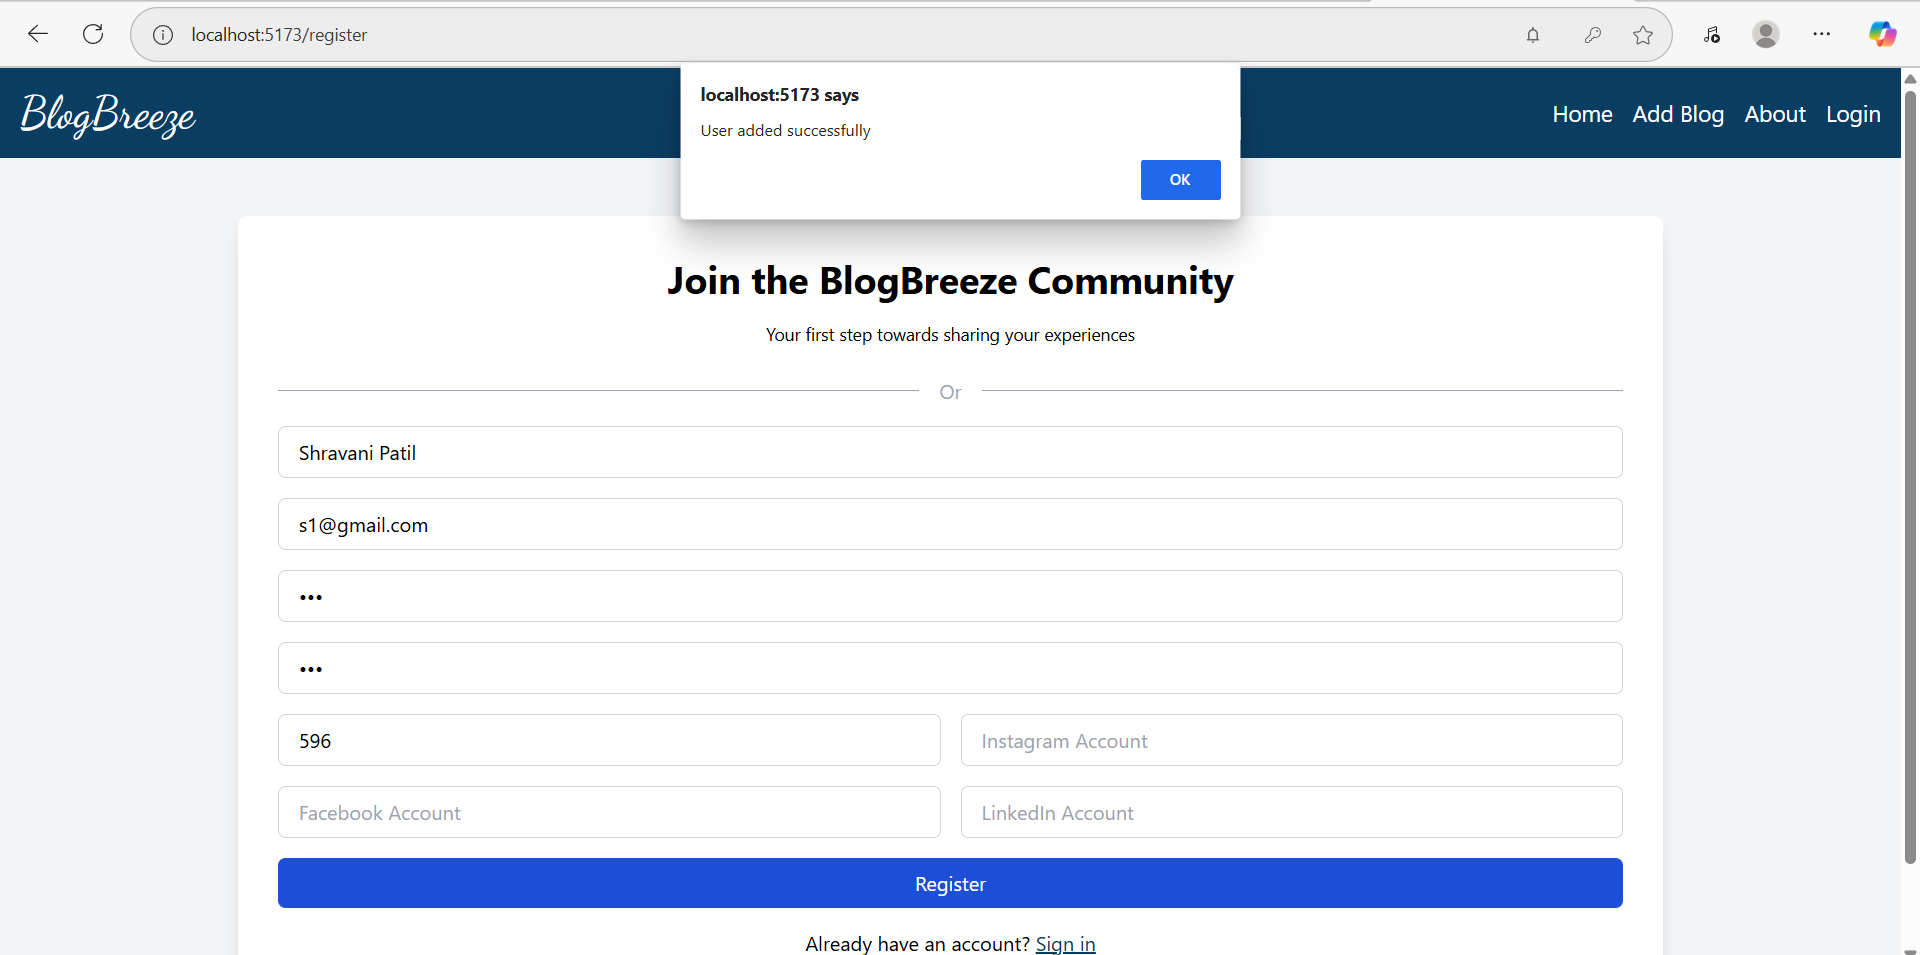 localhost:5173/register
BlogBreeze
Home Add Blog About Login
localhost:5173 says
User added successfully
OK
Join the BlogBreeze Community
Your first step towards sharing your experiences
Or
Shravani Patil
s1@gmail.com
•••
•••
596
Instagram Account
Facebook Account
LinkedIn Account
Register
Already have an account? Sign in